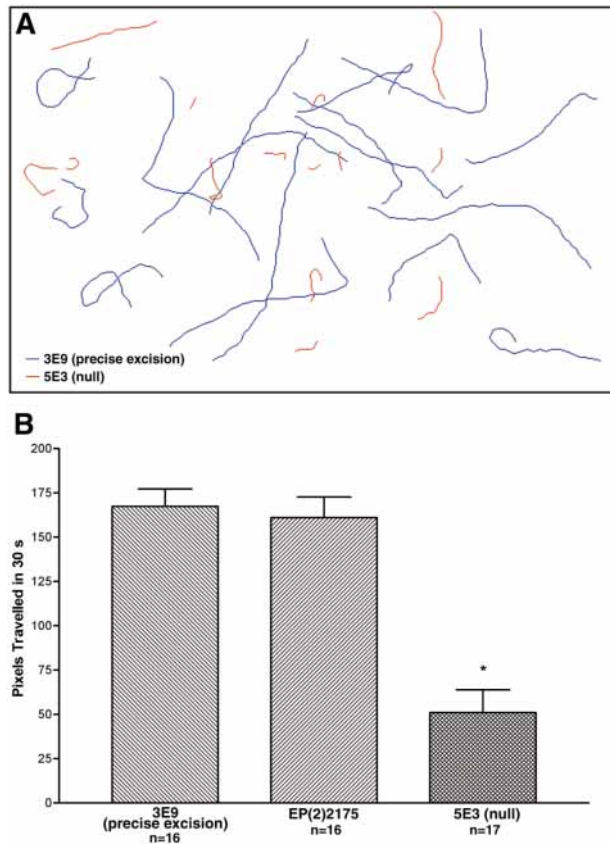 A
3E9 (precise excision)
5E3 (null)
B
Pixels Travelled in 30 s
200
175
150
125
100
75
50
25
0
*
3E9
(precise excision)
n=16
EP(2)2175
n=16
5E3 (null)
n=17